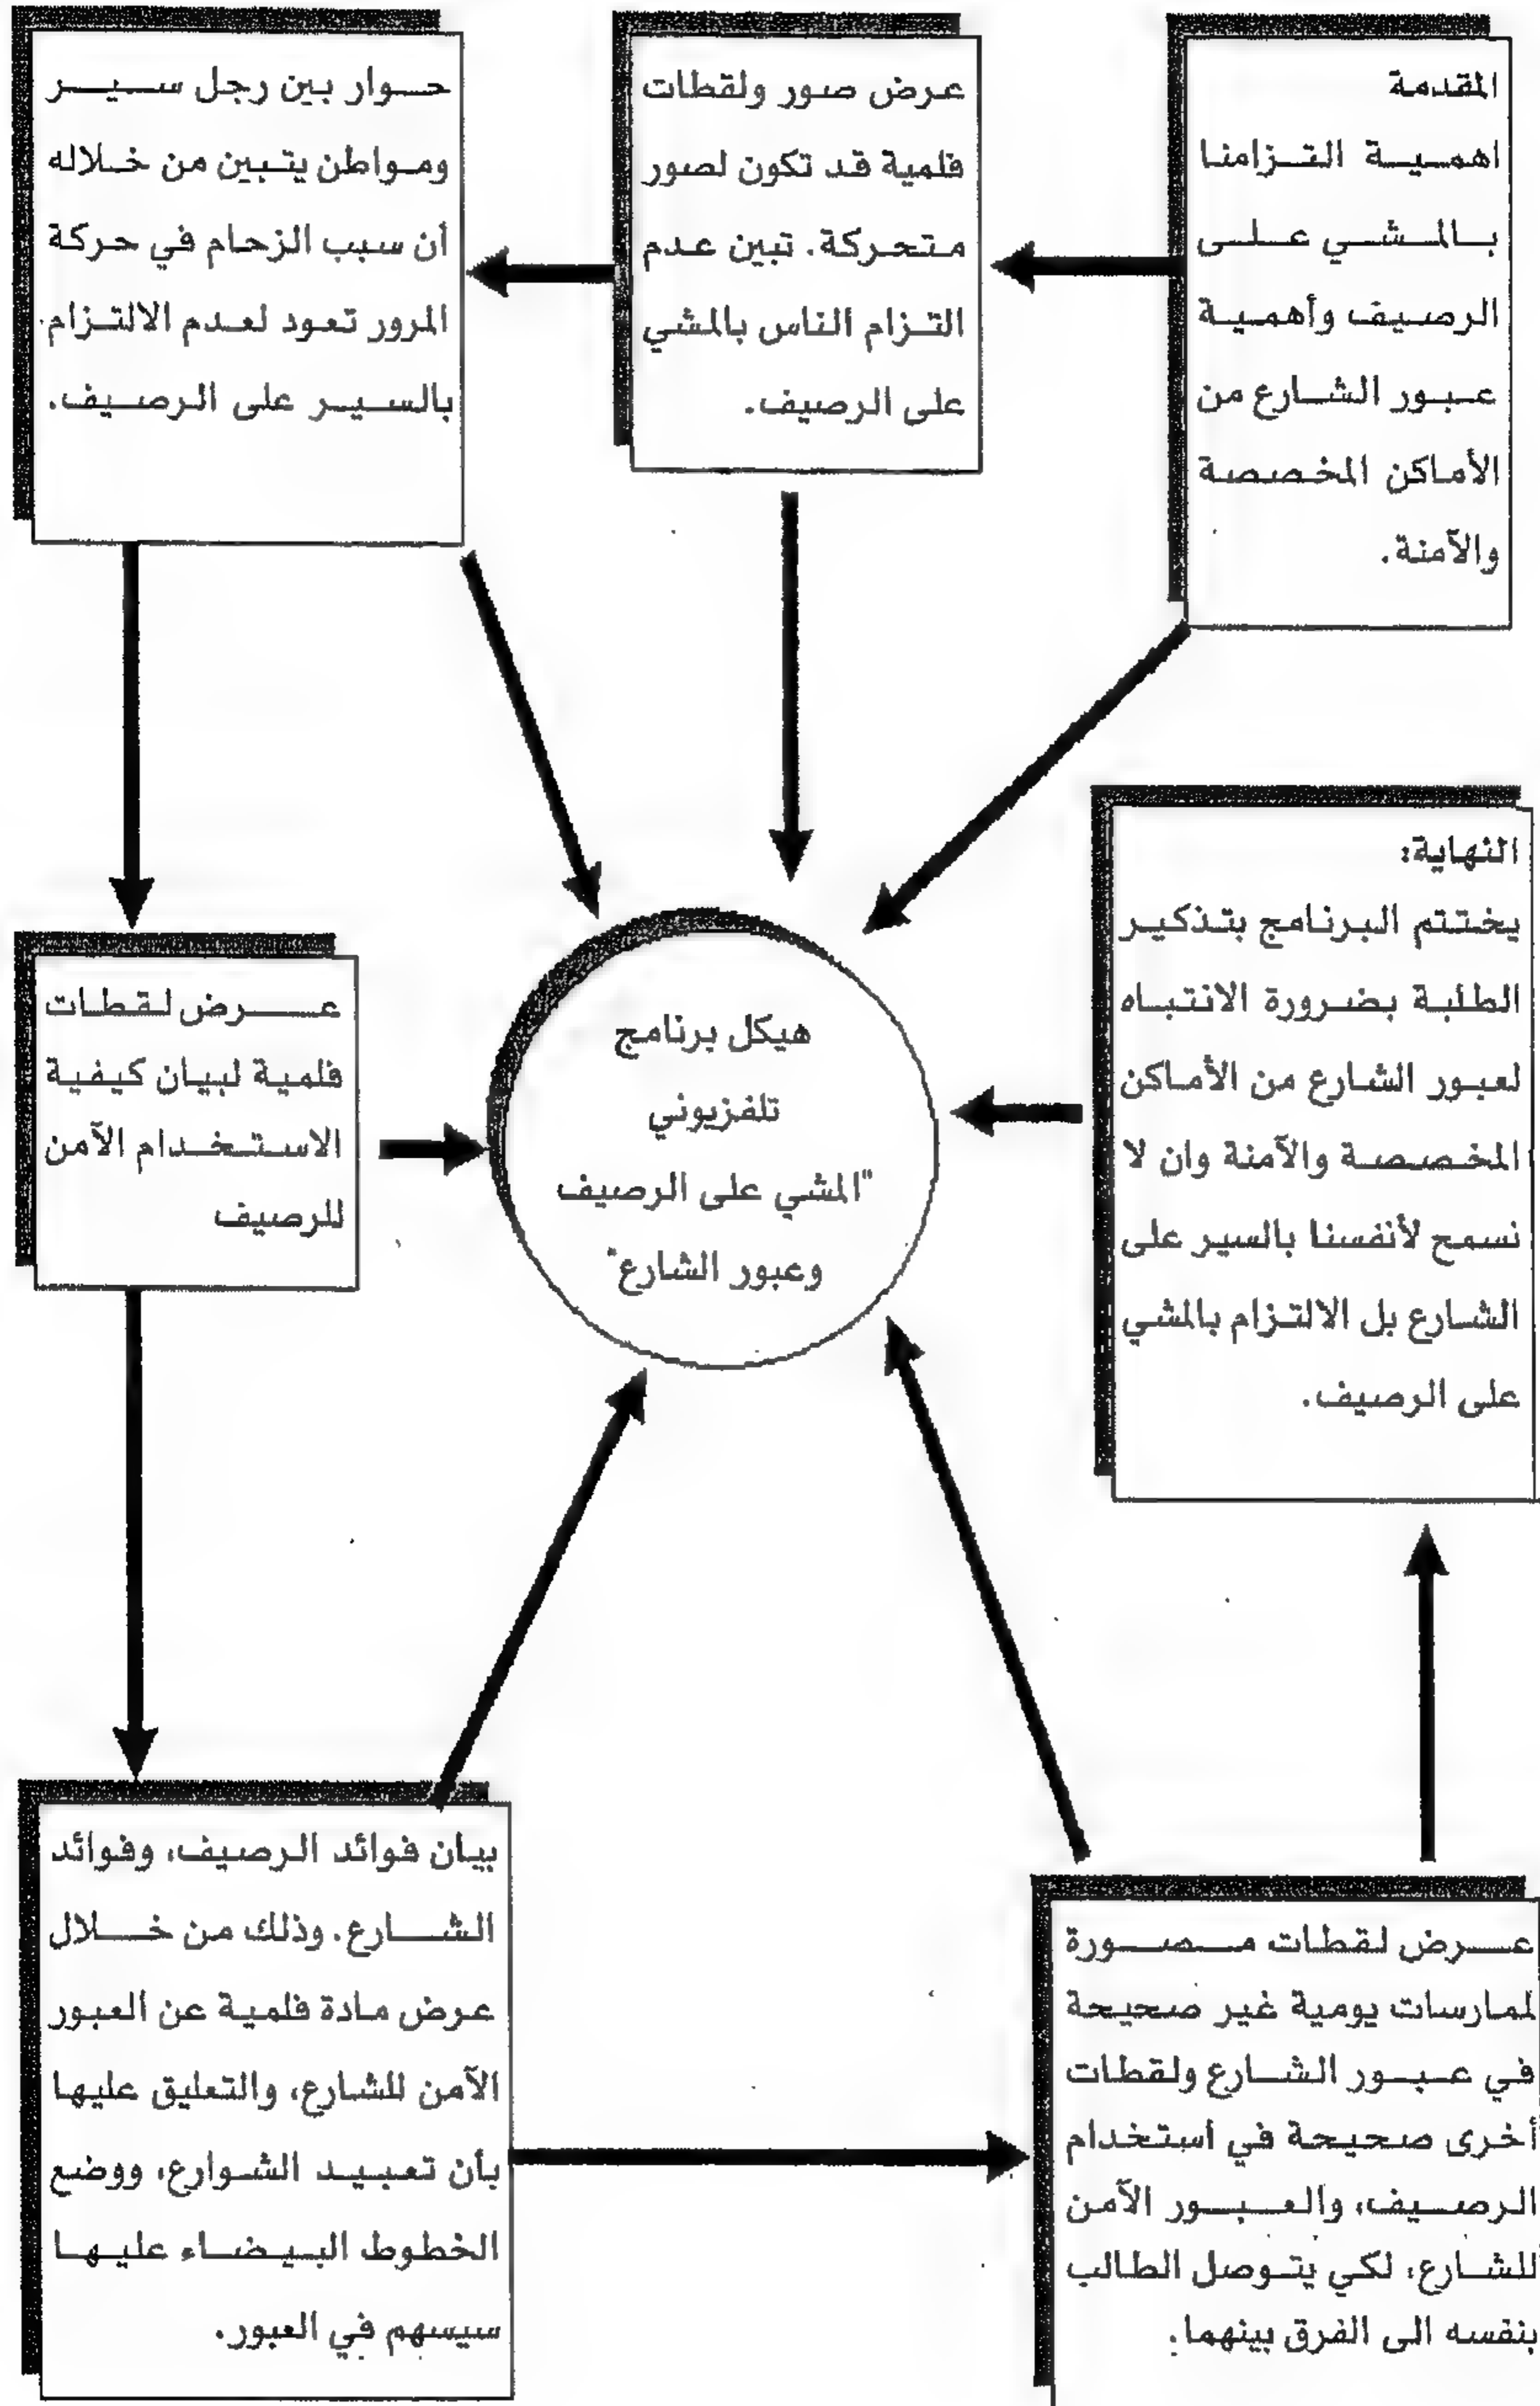 المقدمة
اهمية التزامنا
بالمشي على
الرصيف وأهمية
عبور الشارع من
الأماكن المخصصة
والآمنة.
عرض صور ولقطات
فلمية قد تكون لصور
متحركة. تبين عدم
التزام الناس بالمشي
على الرصيف.
حوار بين رجل سير
ومواطن يتبين من خلاله
أن سبب الزحام في حركة
المرور تعود لعدم الالتزام
بالسير على الرصيف.
عرض لقطات
فلمية لبيان كيفية
الاستخدام الآمن
للرصيف
بيان فوائد الرصيف، وفوائد
الشارع. وذلك من خلال
عرض مادة فلمية عن العبور
الآمن للشارع، والتعليق عليها
بأن تعبيد الشوارع، ووضع
الخطوط البيضاء عليها
سيسهم في العبور.
عرض لقطات مصورة
لممارسات يومية غير صحيحة
في عبور الشارع ولقطات
أخرى صحيحة في استخدام
الرصيف، والعبور الآمن
للشارع، لكي يتوصل الطالب
بنفسه الى الفرق بينهما.
النهاية:
يختتم البرنامج بتذكير
الطلبة بضرورة الانتباه
لعبور الشارع من الأماكن
المخصصة والآمنة وان لا
نسمح لأنفسنا بالسير على
الشارع بل الالتزام بالمشي
على الرصيف.
هيكل برنامج
تلفزيوني
"المشي على الرصيف
وعبور الشارع"